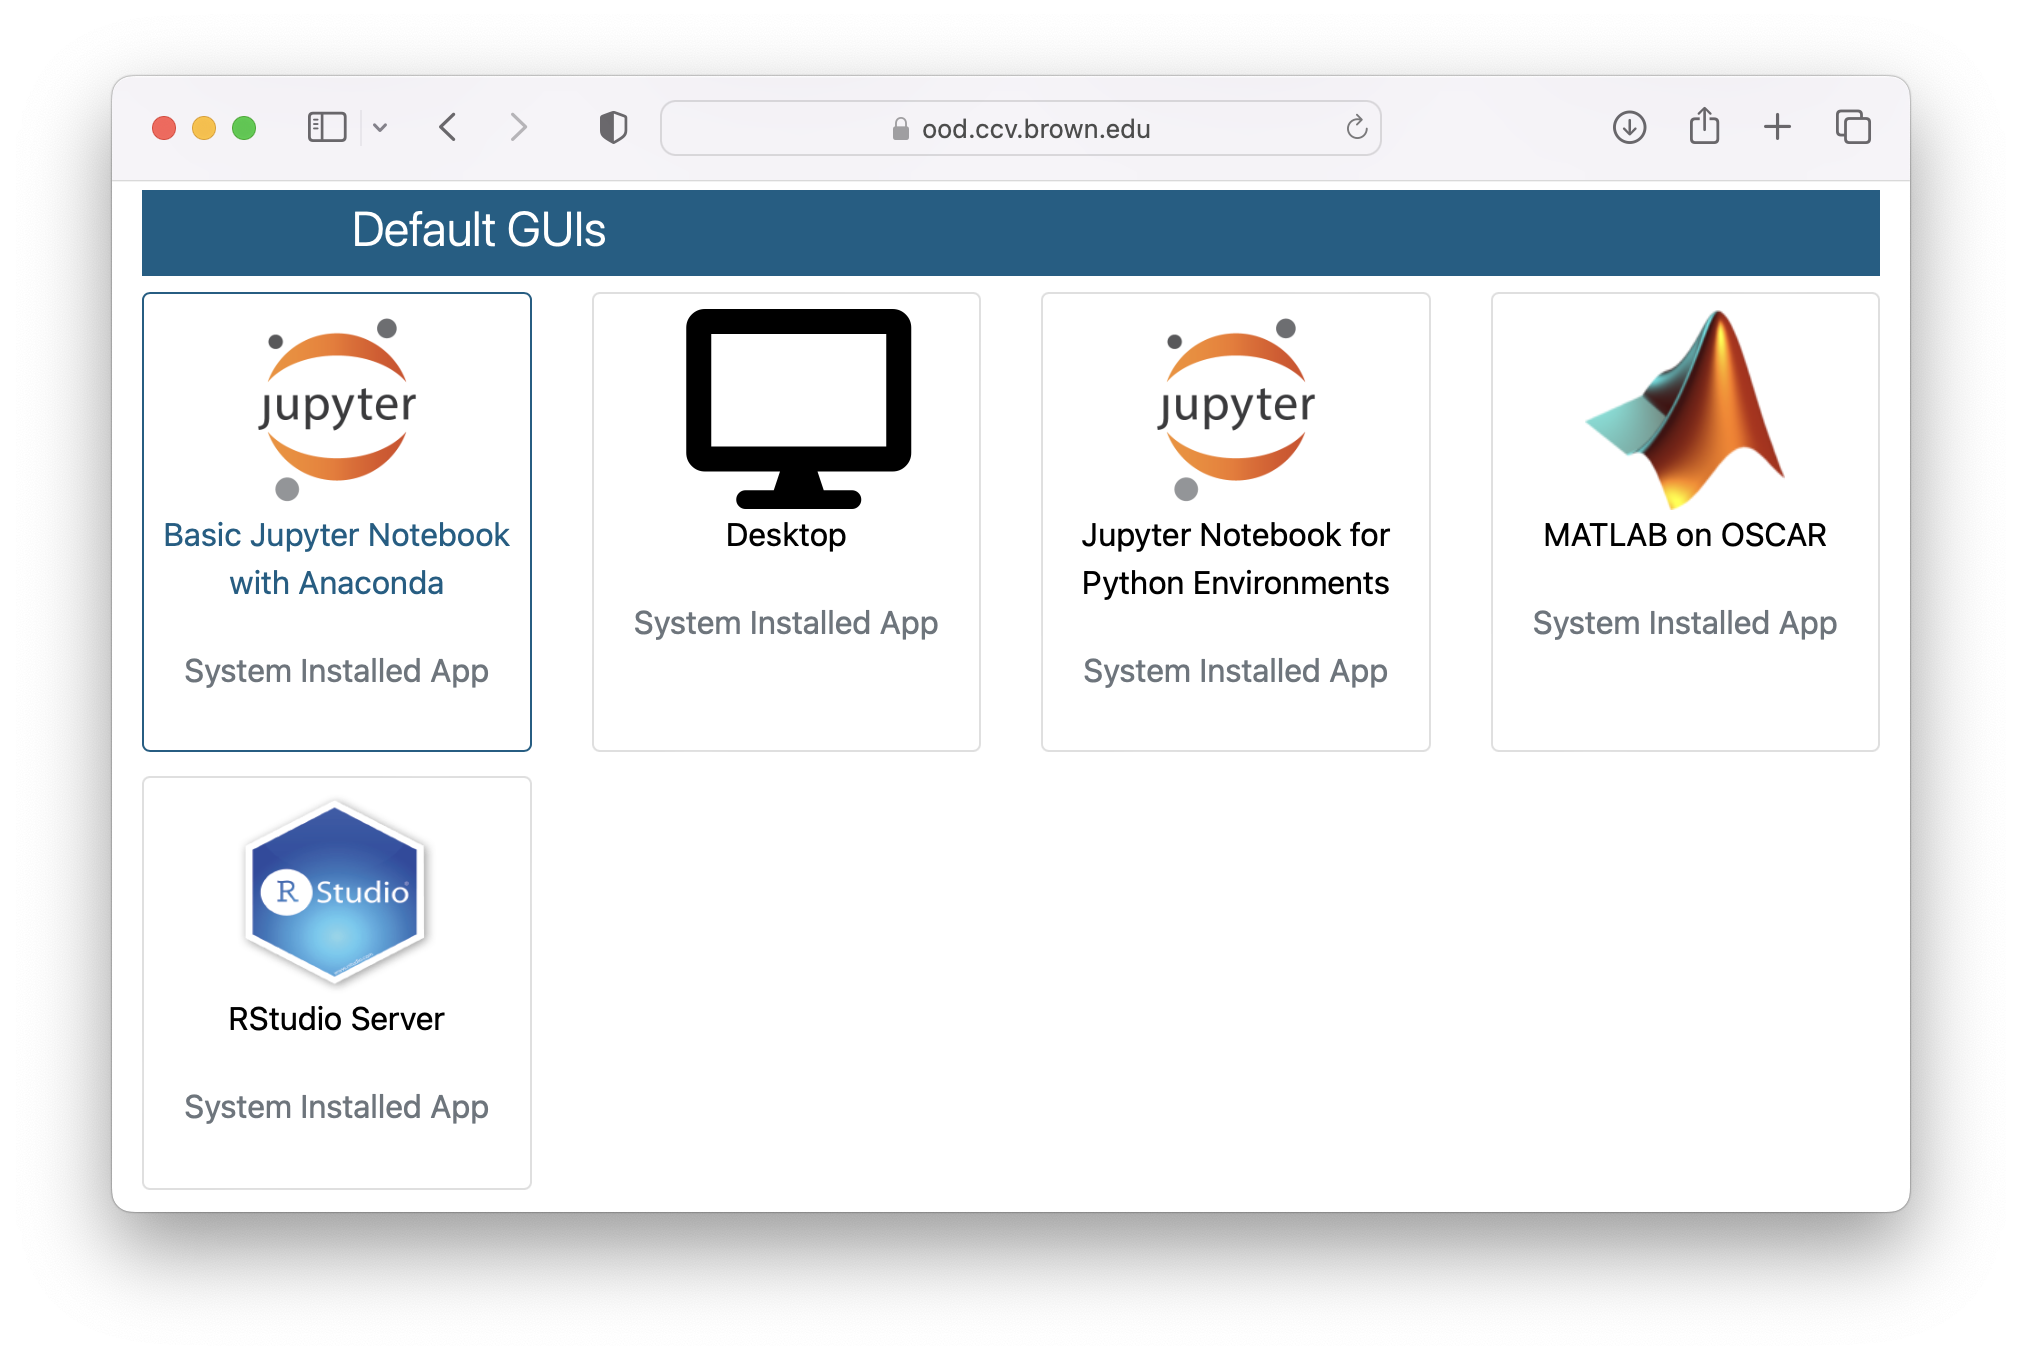 ood.ccv.brown.edu
Default GUIs
jupyter
Basic Jupyter Notebook
with Anaconda
System Installed App
Desktop
System Installed App
jupyter
Jupyter Notebook for
Python Environments
System Installed App
MATLAB on OSCAR
System Installed App
R Studio
RStudio Server
System Installed App